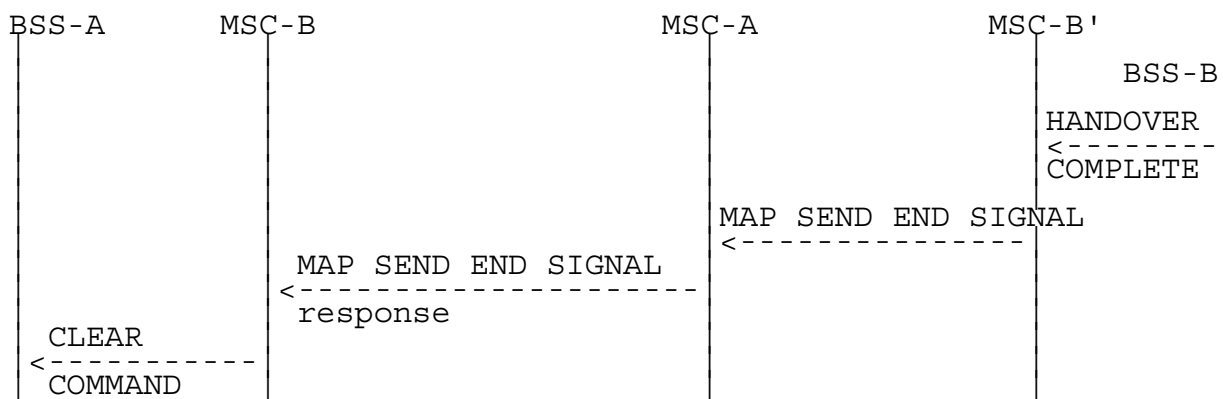 BSS-A MSC-B MSC-A MSC-B'
BSS-B
HANDOVER
COMPLETE
MAP SEND END SIGNAL
MAP SEND END SIGNAL
response
CLEAR
COMMAND